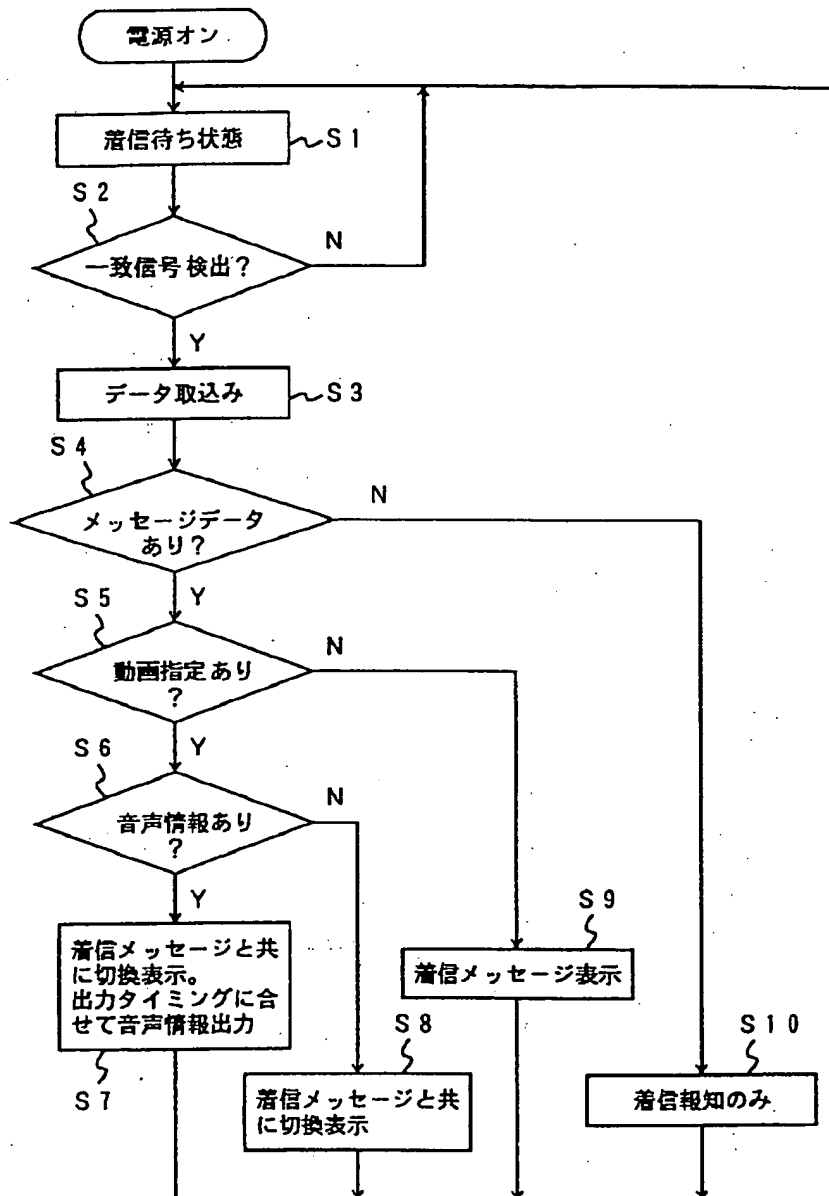 電源オン
着信待ち状態
S1
S2
一致信号検出?
N
Y
データ取込み
S3
S4
メッセージデータ
あり?
N
Y
S5
動画指定あり
?
N
Y
S6
音声情報あり
?
N
Y
着信メッセージと共
に切換表示。
出力タイミングに合
せて音声情報出力
S7
S8
着信メッセージと共
に切換表示
S9
着信メッセージ表示
S10
着信報知のみ